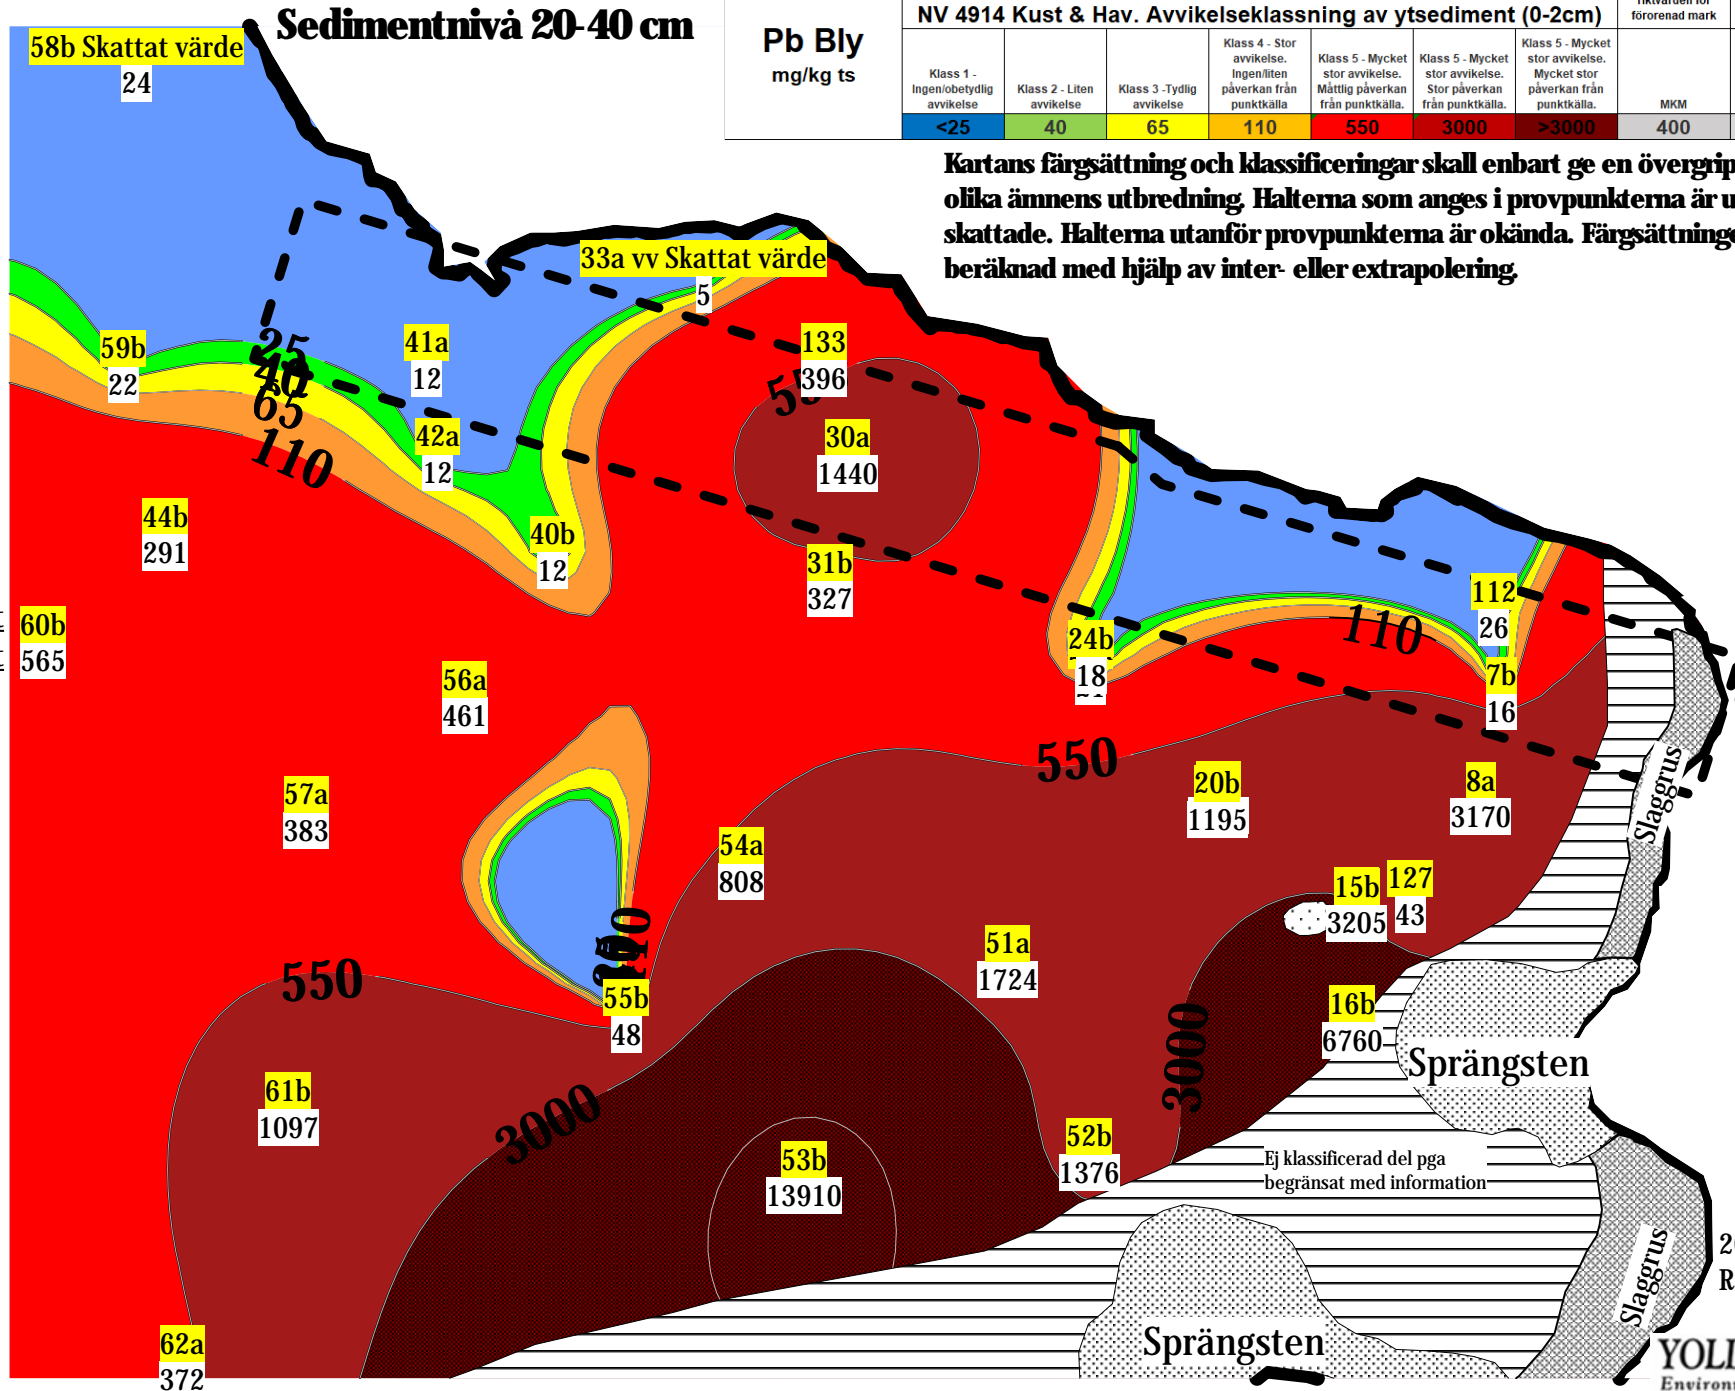 Sedimentnivå 20-40 cm
Pb Bly
mg/kg ts
NV 4914 Kust & Hav. Avvikelseklassning av ytsediment (0-2cm)
förorenad mark
Klass 1 -
Ingen/obetydlig
avvikelse
Klass 2 - Liten
avvikelse
Klass 3 -Tydlig
avvikelse
Klass 4 - Stor
avvikelse.
Ingen/liten
påverkan från
punktkälla
Klass 5 - Mycket
stor avvikelse.
Måttlig påverkan
från punktkälla.
Klass 5 - Mycket
stor avvikelse.
Stor påverkan
från punktkälla.
Klass 5 - Mycket
stor avvikelse.
Mycket stor
påverkan från
punktkälla.
MKM
<25 40 65 110 550 3000 >3000 400
Kartans färgsättning och klassificeringar skall enbart ge en
olika ämnens utbredning. Halterna som anges i provpunkterna är
skattade. Halterna utanför provpunkterna är okända.
beräknad med hjälp av inter- eller extrapolering.
58b Skattat värde
24
33a vv Skattat värde
5
59b
22
41a
12
133
396
25
40
65
110
42a
12
30a
1440
44b
291
40b
12
31b
327
112
26
110
60b
565
24b
18
7b
16
56a
461
550
57a
383
20b
1195
8a
3170
Slaggrus
54a
808
15b
3205
127
43
51a
1724
550
55b
48
16b
6760
Sprängsten
3000
61b
1097
3000
52b
1376
53b
13910
Ej klassificerad del pga
begränsat med information
Slaggrus
Sprängsten
62a
372